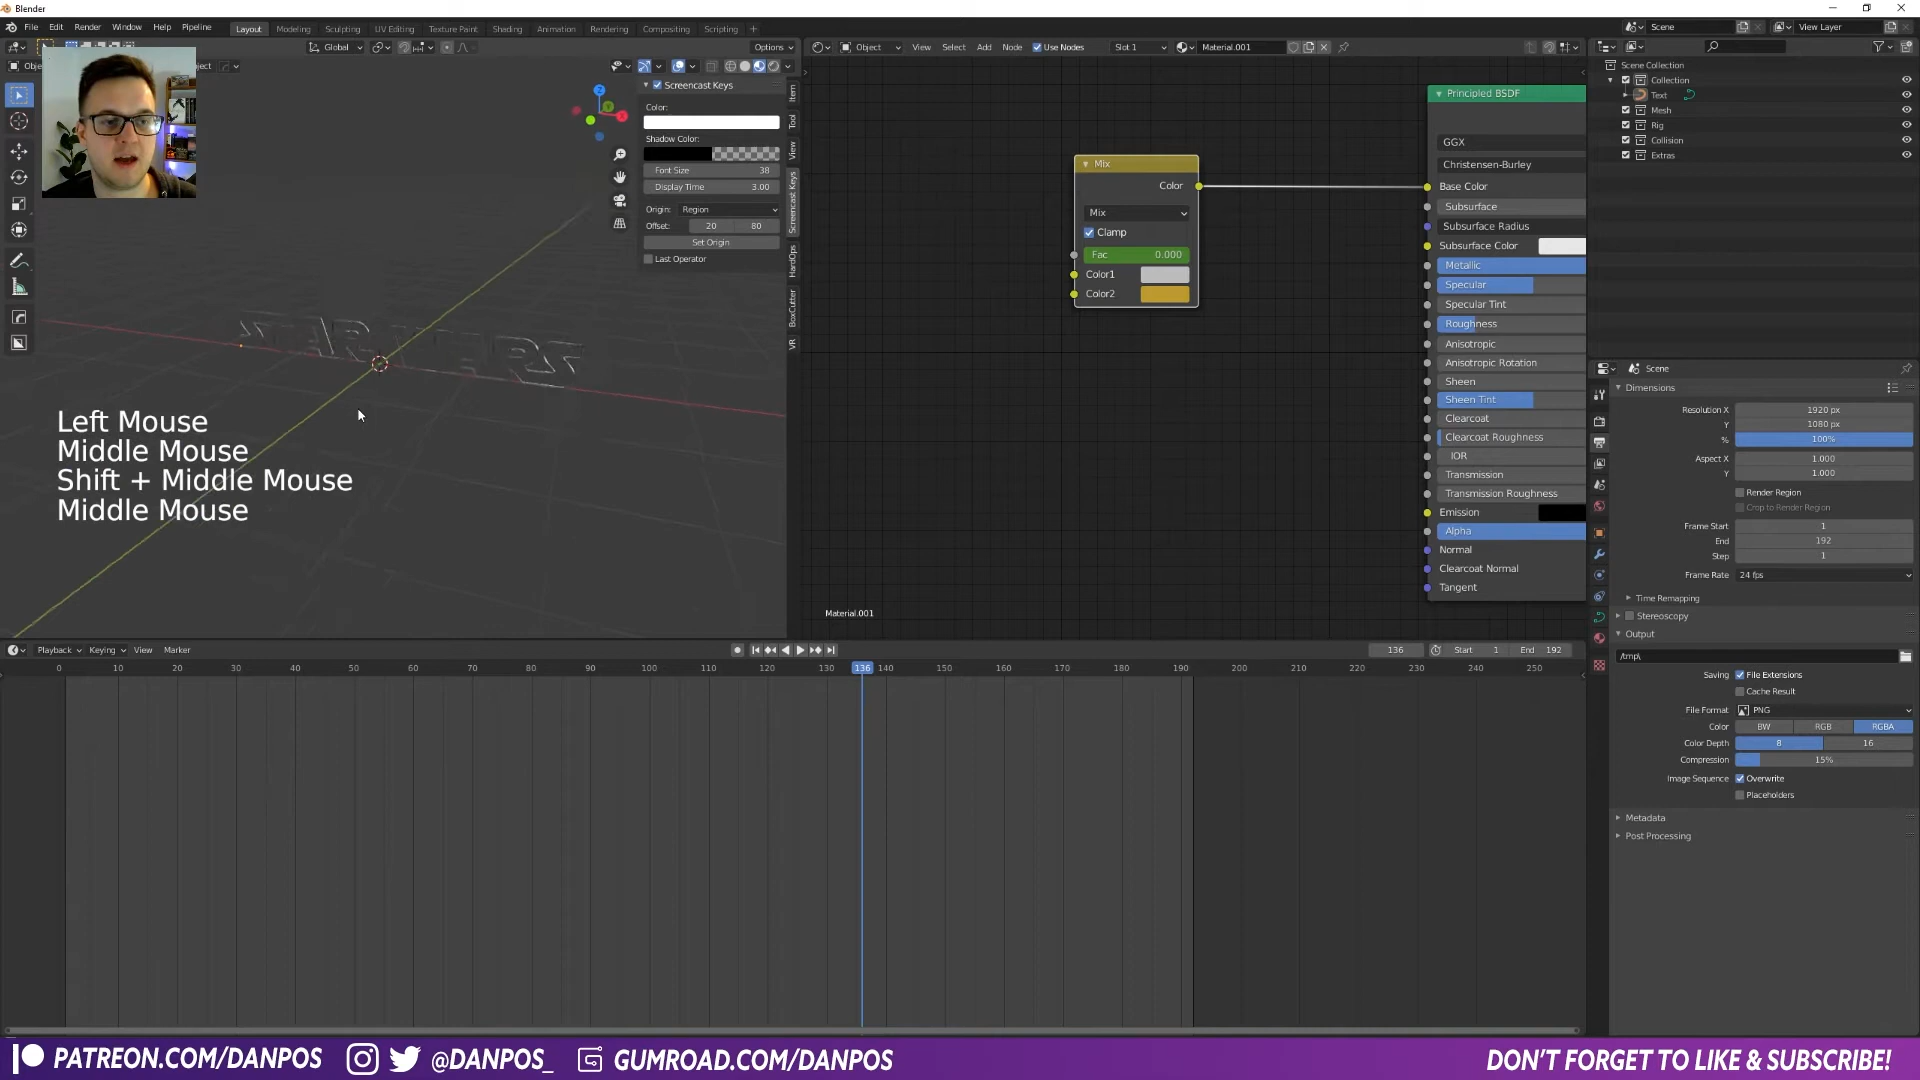 Blender
File Edit Render Window Help Pipeline
Layout Modeling Sculpting UV Editing Texture Paint Shading Animation Rendering Compositing Scripting +
Scene
View Layer
Global
Options
Object View Select Add Node Use Nodes Slot 1 Material.001
Screencast Keys
Color:
Shadow Color:
Font Size 38
Display Time 3.00
Origin: Region
Offset: 20 80
Set Origin
Last Operator
Item
Tool
View
Screencast Keys
HardOps
BoxCutter
VR
Left Mouse
Middle Mouse
Shift + Middle Mouse
Middle Mouse
Mix
Color
Mix
Clamp
Fac 0.000
Color1
Color2
Material.001
Principled BSDF
GGX
Christensen-Burley
Base Color
Subsurface
Subsurface Radius
Subsurface Color
Metallic
Specular
Specular Tint
Roughness
Anisotropic
Anisotropic Rotation
Sheen
Sheen Tint
Clearcoat
Clearcoat Roughness
IOR
Transmission
Transmission Roughness
Emission
Alpha
Normal
Clearcoat Normal
Tangent
Scene Collection
Collection
Text
Mesh
Rig
Collision
Extras
Scene
Dimensions
Resolution X 1920 px
Y 1080 px
% 100%
Aspect X 1.000
Y 1.000
Render Region
Crop to Render Region
Frame Start 1
End 192
Step 1
Frame Rate 24 fps
Time Remapping
Stereoscopy
Output
/tmp\
Saving File Extensions
Cache Result
File Format PNG
Color BW RGB RGBA
Color Depth 8 16
Compression 15%
Image Sequence Overwrite
Placeholders
Metadata
Post Processing
Playback Keying View Marker
136 Start 1 End 192
0 10 20 30 40 50 60 70 80 90 100 110 120 130 136 140 150 160 170 180 190 200 210 220 230 240 250
PATREON.COM/DANPOS @DANPOS_ GUMROAD.COM/DANPOS DON'T FORGET TO LIKE & SUBSCRIBE!